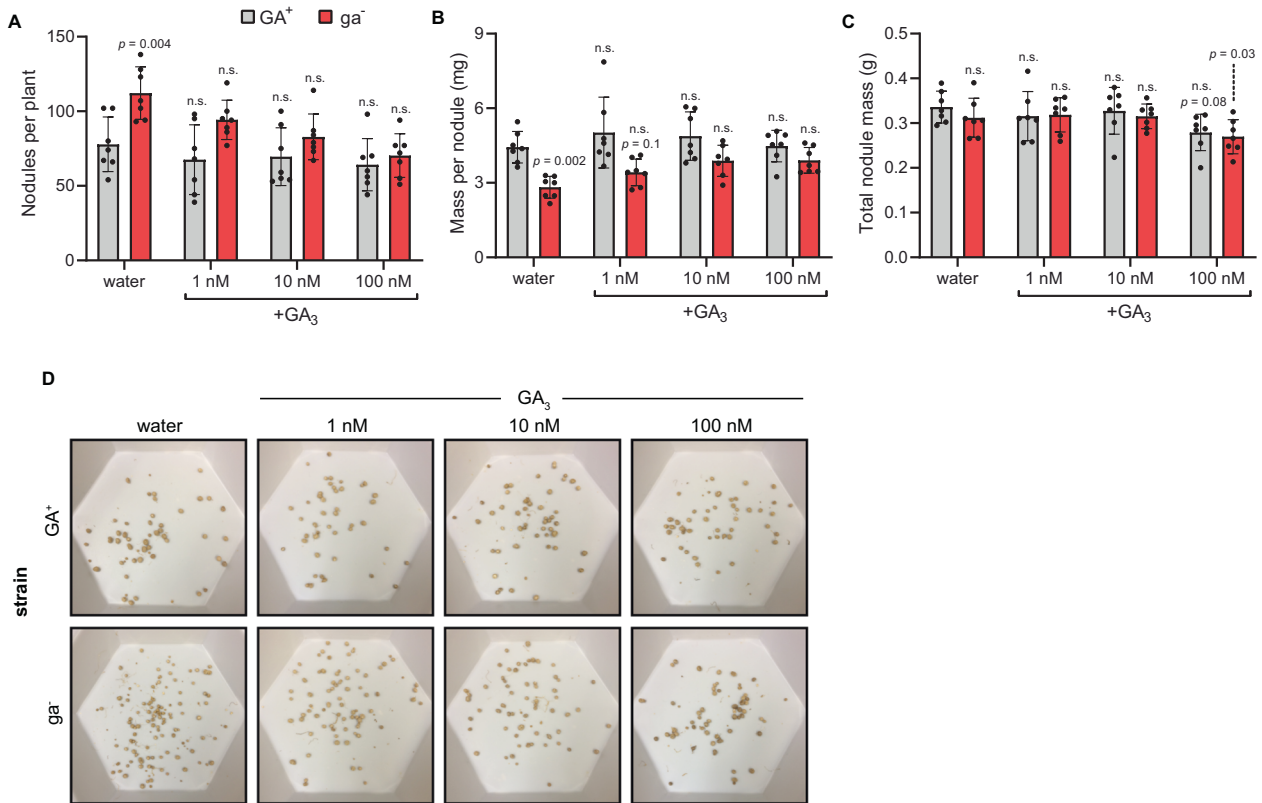 A
GA⁺ ga⁻
Nodules per plant
150
100
50
0
p = 0.004
n.s. n.s.
n.s. n.s.
n.s. n.s.
water 1 nM 10 nM 100 nM
+GA₃
B
Mass per nodule (mg)
9
6
3
0
p = 0.002
n.s. p = 0.1
n.s. n.s.
n.s. n.s.
water 1 nM 10 nM 100 nM
+GA₃
C
Total nodule mass (g)
0.5
0.4
0.3
0.2
0.1
0.0
n.s.
n.s. n.s.
n.s. n.s.
n.s.
p = 0.08
p = 0.03
water 1 nM 10 nM 100 nM
+GA₃
D
GA₃
water 1 nM 10 nM 100 nM
strain
GA⁺
ga⁻